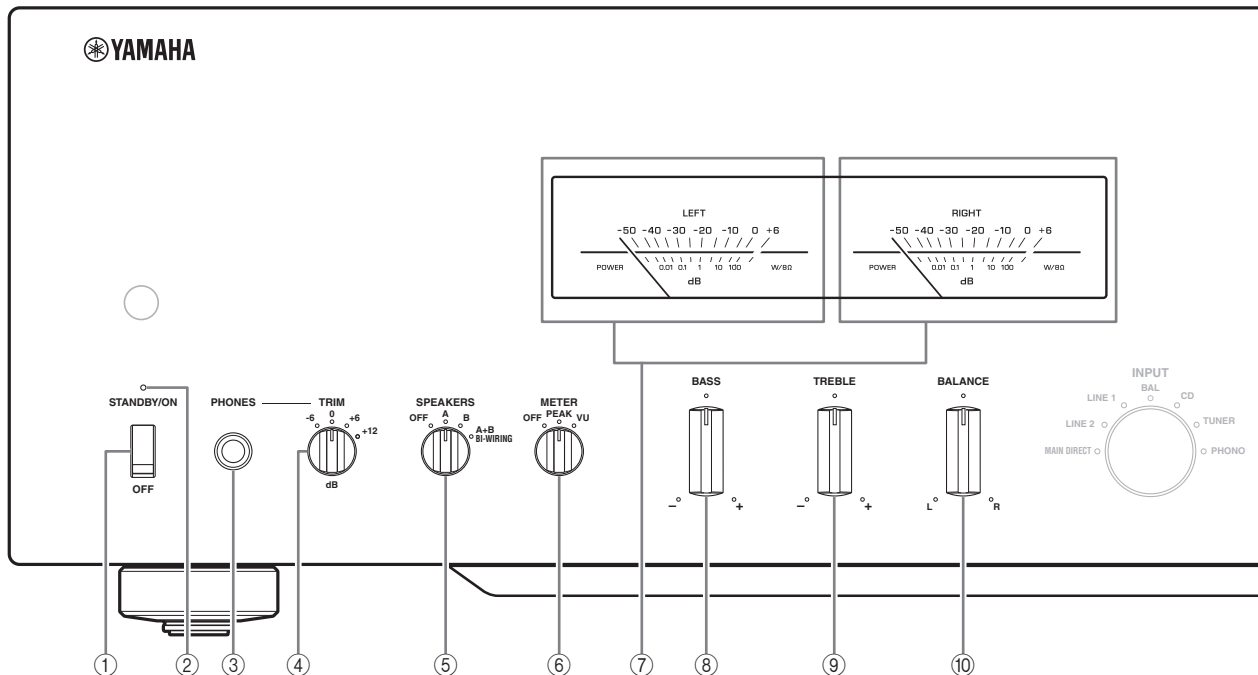 YAMAHA
LEFT
-50 -40 -30 -20 -10 0 +6
POWER 0.01 0.1 1 10 100 W/8Ω
dB
RIGHT
-50 -40 -30 -20 -10 0 +6
POWER 0.01 0.1 1 10 100 W/8Ω
dB
STANDBY/ON
OFF
PHONES
TRIM
-6 0 +6 +12
dB
SPEAKERS
OFF A B A+B
BI-WIRING
METER
OFF PEAK VU
BASS
– +
TREBLE
– +
BALANCE
L R
INPUT
MAIN DIRECT LINE 2 LINE 1 BAL CD TUNER PHONO
① ② ③ ④ ⑤ ⑥ ⑦ ⑧ ⑨ ⑩